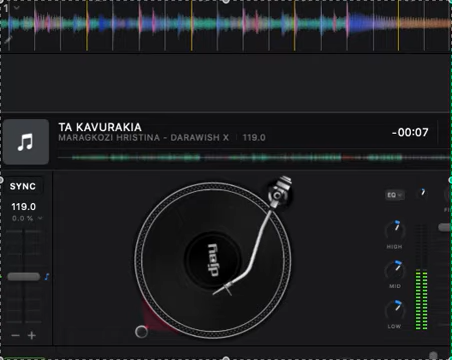 1
TA KAVURAKIA
MARAGKOZI HRISTINA - DARAWISH X 119.0
-00:07
SYNC
119.0
0.0 %
djay
EQ
HIGH
MID
LOW